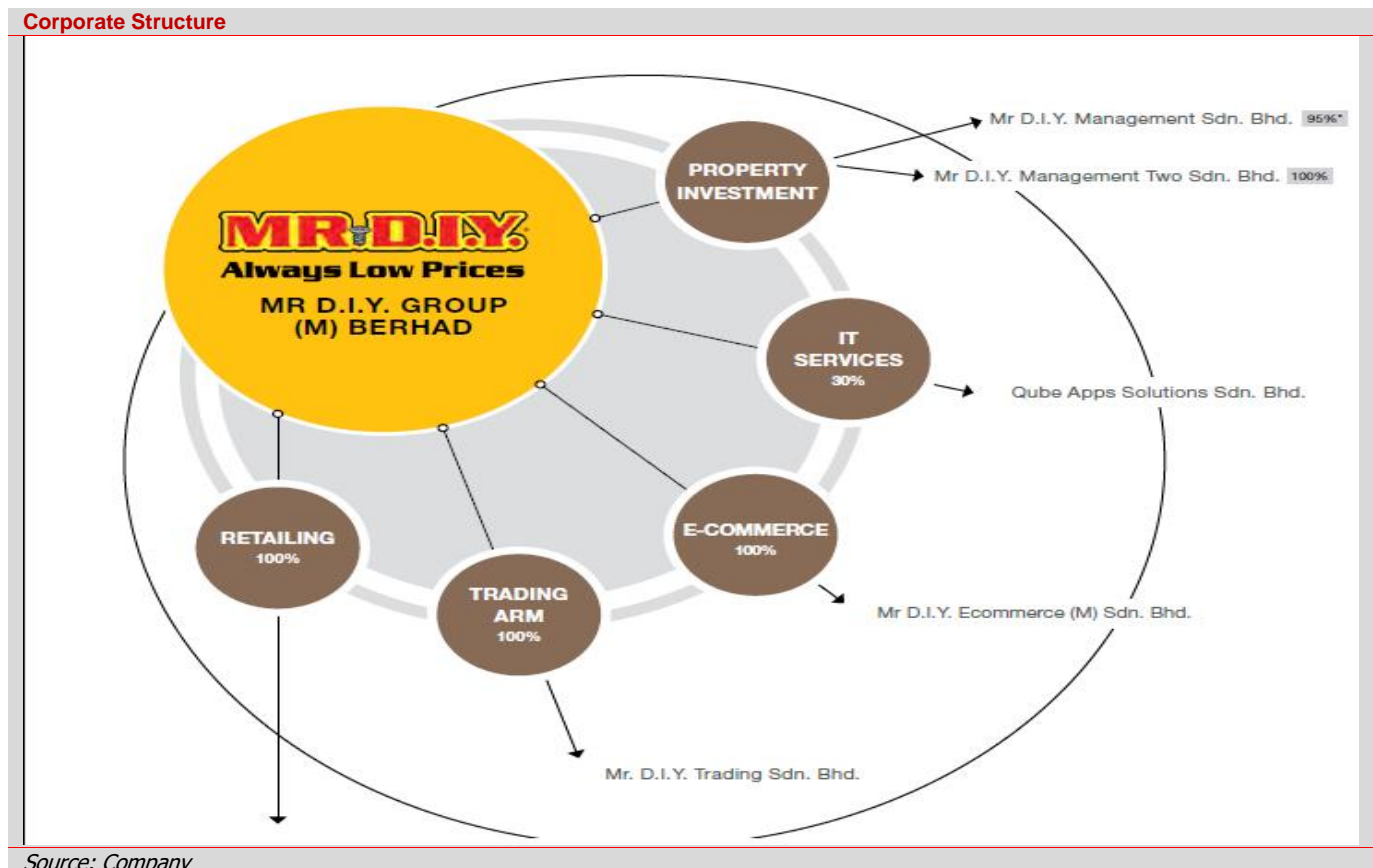 Corporate Structure
MR.D.I.Y.
Always Low Prices
MR D.I.Y. GROUP
(M) BERHAD
PROPERTY
INVESTMENT
Mr D.I.Y. Management Sdn. Bhd. 95%*
Mr D.I.Y. Management Two Sdn. Bhd. 100%
IT
SERVICES
30%
Qube Apps Solutions Sdn. Bhd.
E-COMMERCE
100%
Mr D.I.Y. Ecommerce (M) Sdn. Bhd.
TRADING
ARM
100%
Mr. D.I.Y. Trading Sdn. Bhd.
RETAILING
100%
Source: Company